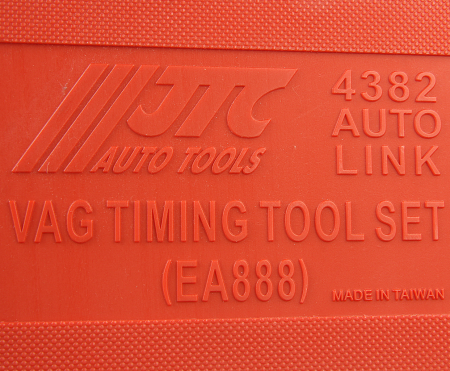 JTC
AUTO TOOLS
4382
AUTO
LINK
VAG TIMING TOOL SET
(EA888)
MADE IN TAIWAN